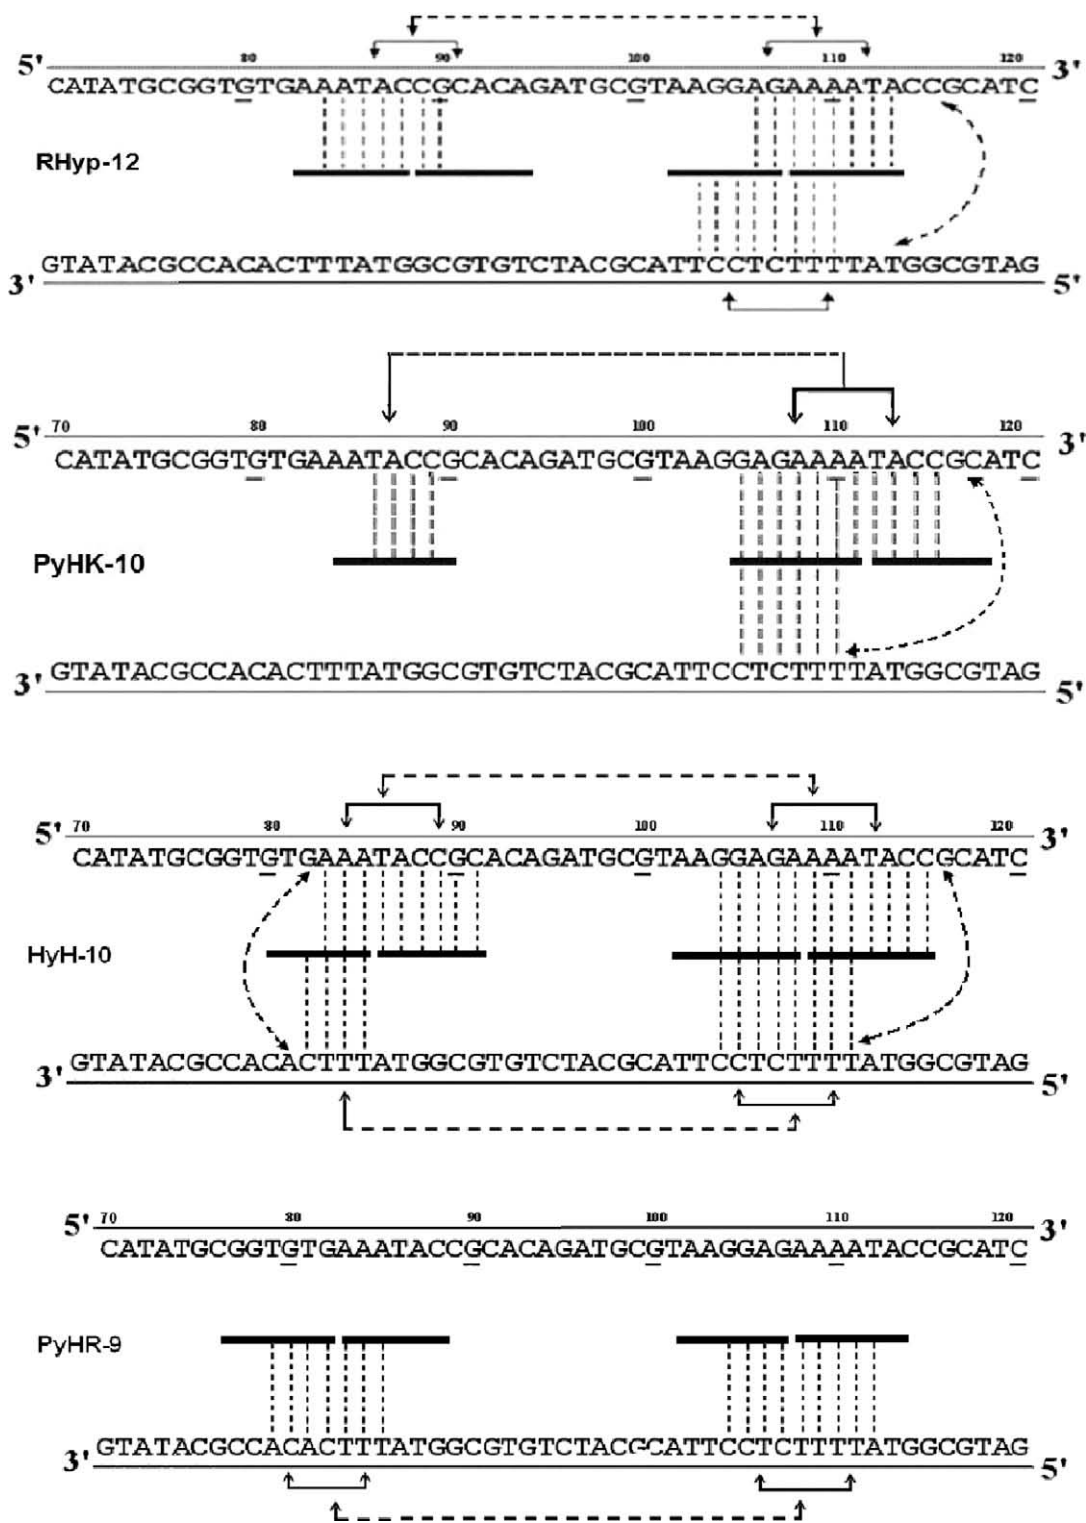 80 90 100 110 120
5' 3'
CATATGCGGTGTGAAATACCGCACAGATGCGTAAGGAGAAAATACCGCATC
RHyp-12
GTATACGCCACACTTTATGGCGTGTCTACGCATTCCTCTTTTATGGCGTAG
3' 5'
5' 70 80 90 100 110 120 3'
CATATGCGGTGTGAAATACCGCACAGATGCGTAAGGAGAAAATACCGCATC
PyHK-10
GTATACGCCACACTTTATGGCGTGTCTACGCATTCCTCTTTTATGGCGTAG
3' 5'
5' 70 80 90 100 110 120 3'
CATATGCGGTGTGAAATACCGCACAGATGCGTAAGGAGAAAATACCGCATC
HyH-10
GTATACGCCACACTTTATGGCGTGTCTACGCATTCCTCTTTTATGGCGTAG
3' 5'
5' 70 80 90 100 110 120 3'
CATATGCGGTGTGAAATACCGCACAGATGCGTAAGGAGAAAATACCGCATC
PyHR-9
GTATACGCCACACTTTATGGCGTGTCTACGCATTCCTCTTTTATGGCGTAG
3' 5'